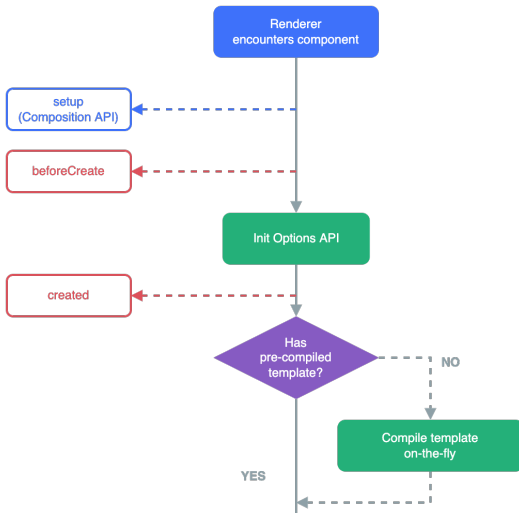 Renderer
encounters component
setup
(Composition API)
beforeCreate
Init Options API
created
Has
pre-compiled
template?
NO
Compile template
on-the-fly
YES